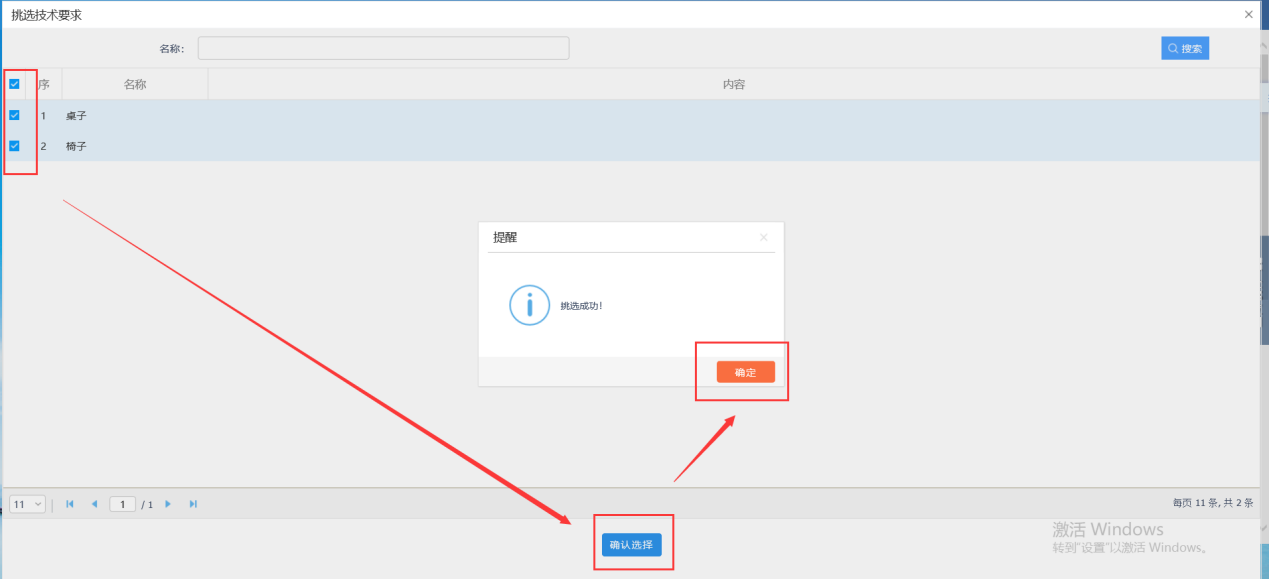 挑选技术要求
名称：
搜索
序 名称 内容
1 桌子
2 椅子
提醒
挑选成功!
确定
11 1 / 1 每页 11 条, 共 2 条
确认选择
激活 Windows
转到"设置"以激活 Windows。